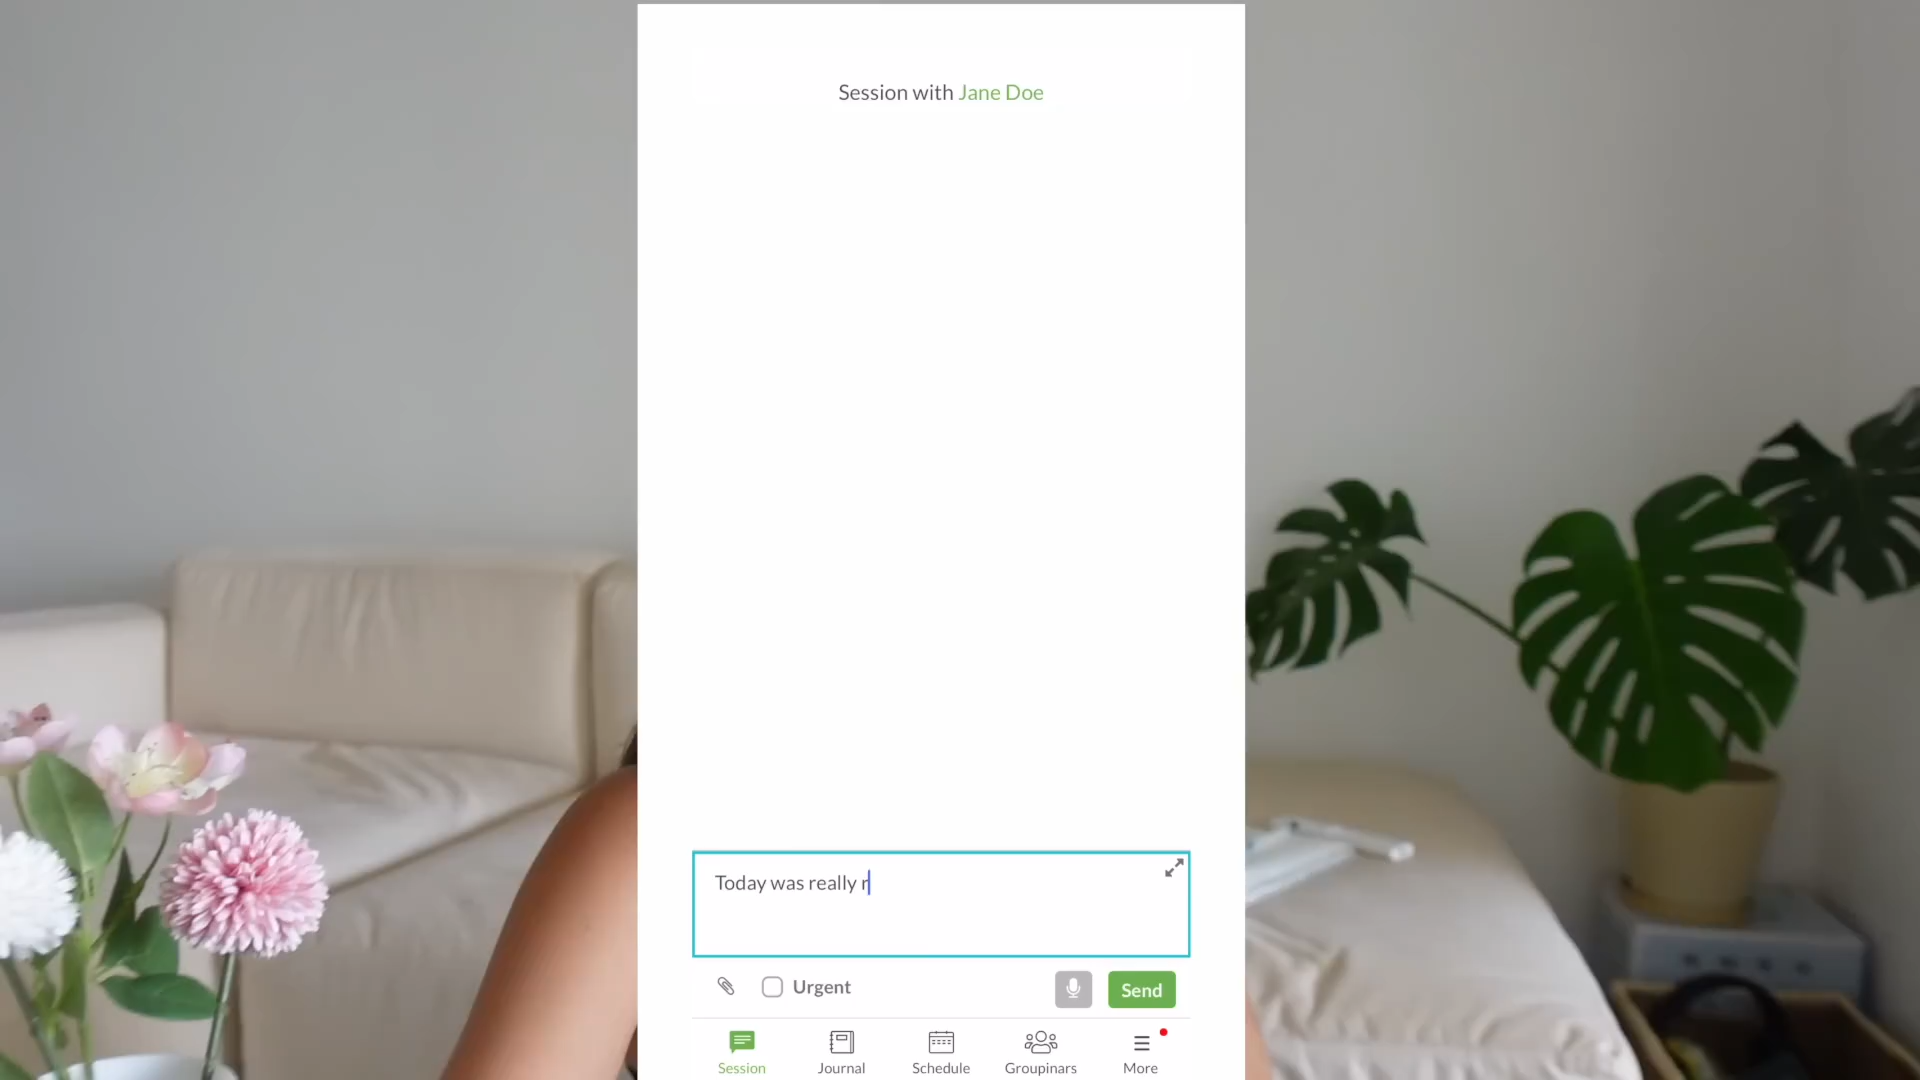 Session with Jane Doe
Today was really r
Urgent
Send
Session
Journal
Schedule
Groupinars
More